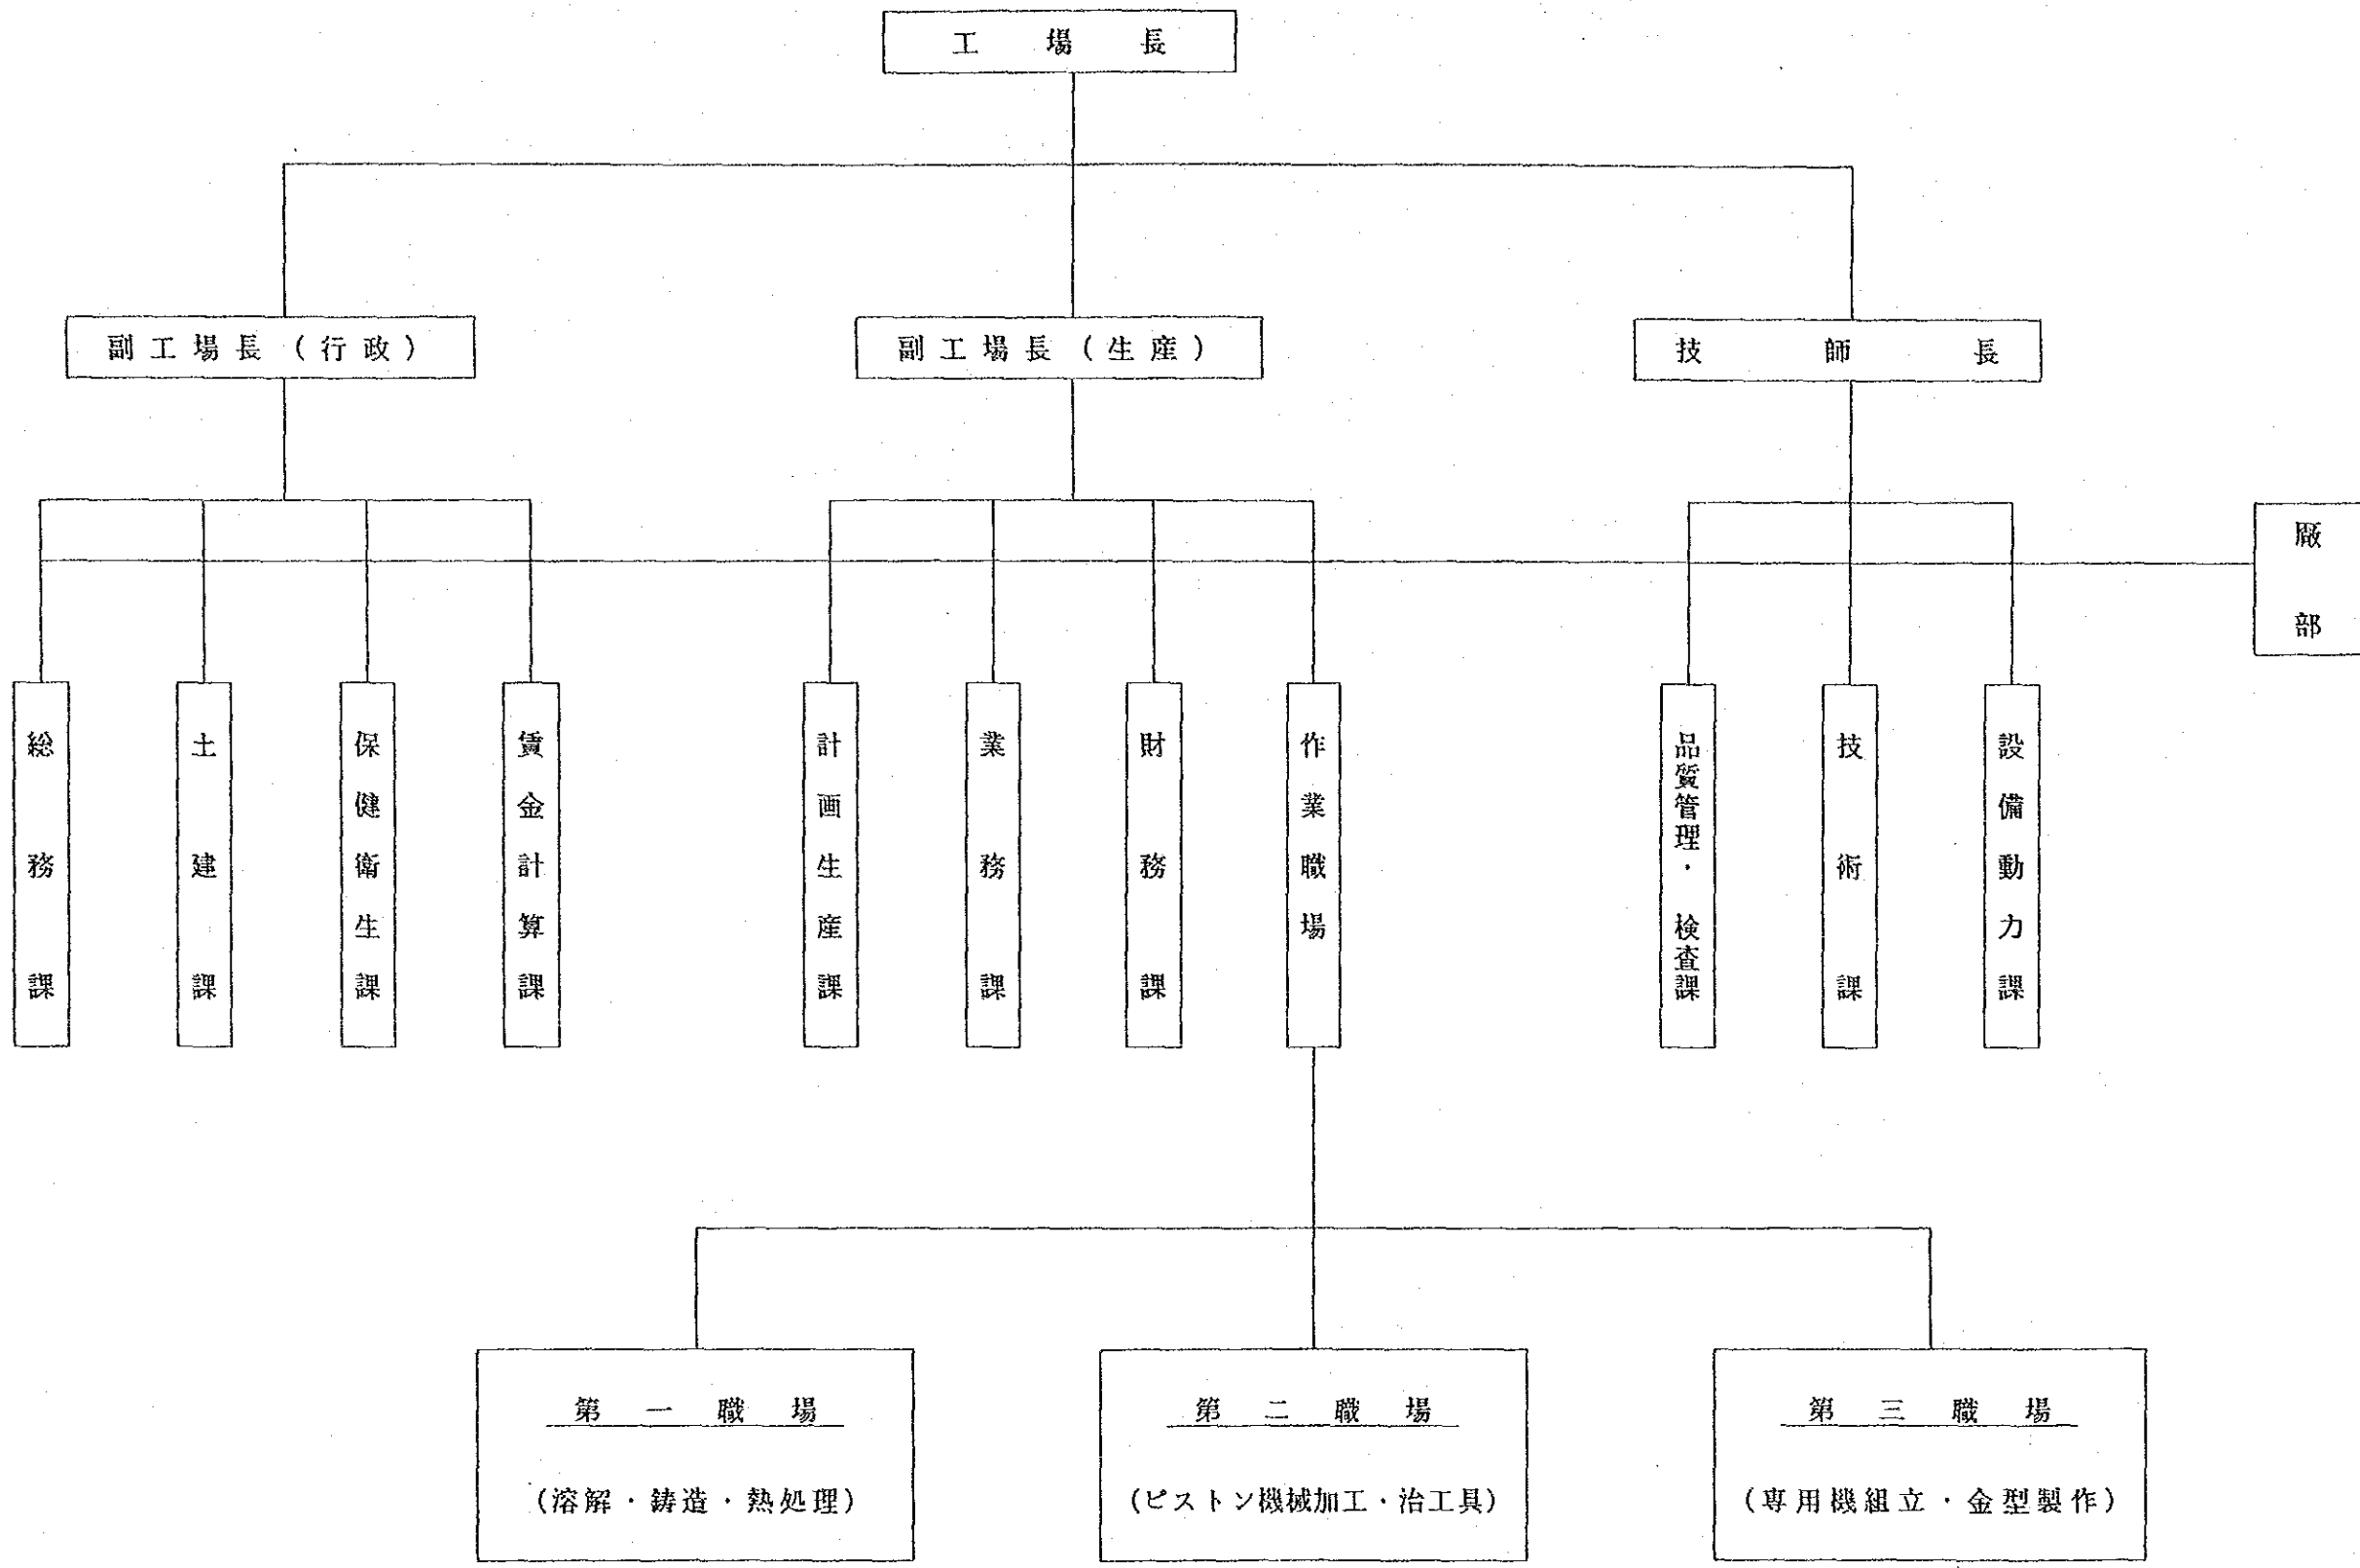 工場長
副工場長（行政）
副工場長（生産）
技師長
厰部
総務課
土建課
保健衛生課
賃金計算課
計画生産課
業務課
財務課
作業職場
品質管理・検査課
技術課
設備動力課
第一職場
（溶解・鋳造・熱処理）
第二職場
（ピストン機械加工・治工具）
第三職場
（専用機組立・金型製作）